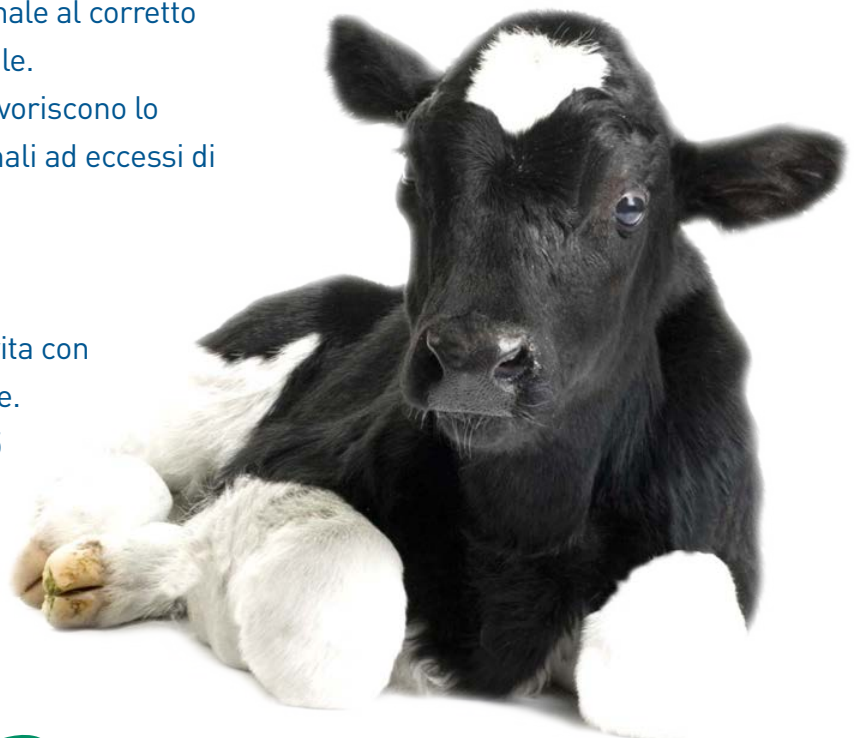 nale al corretto
le.
voriscono lo
nali ad eccessi di
ita con
e.